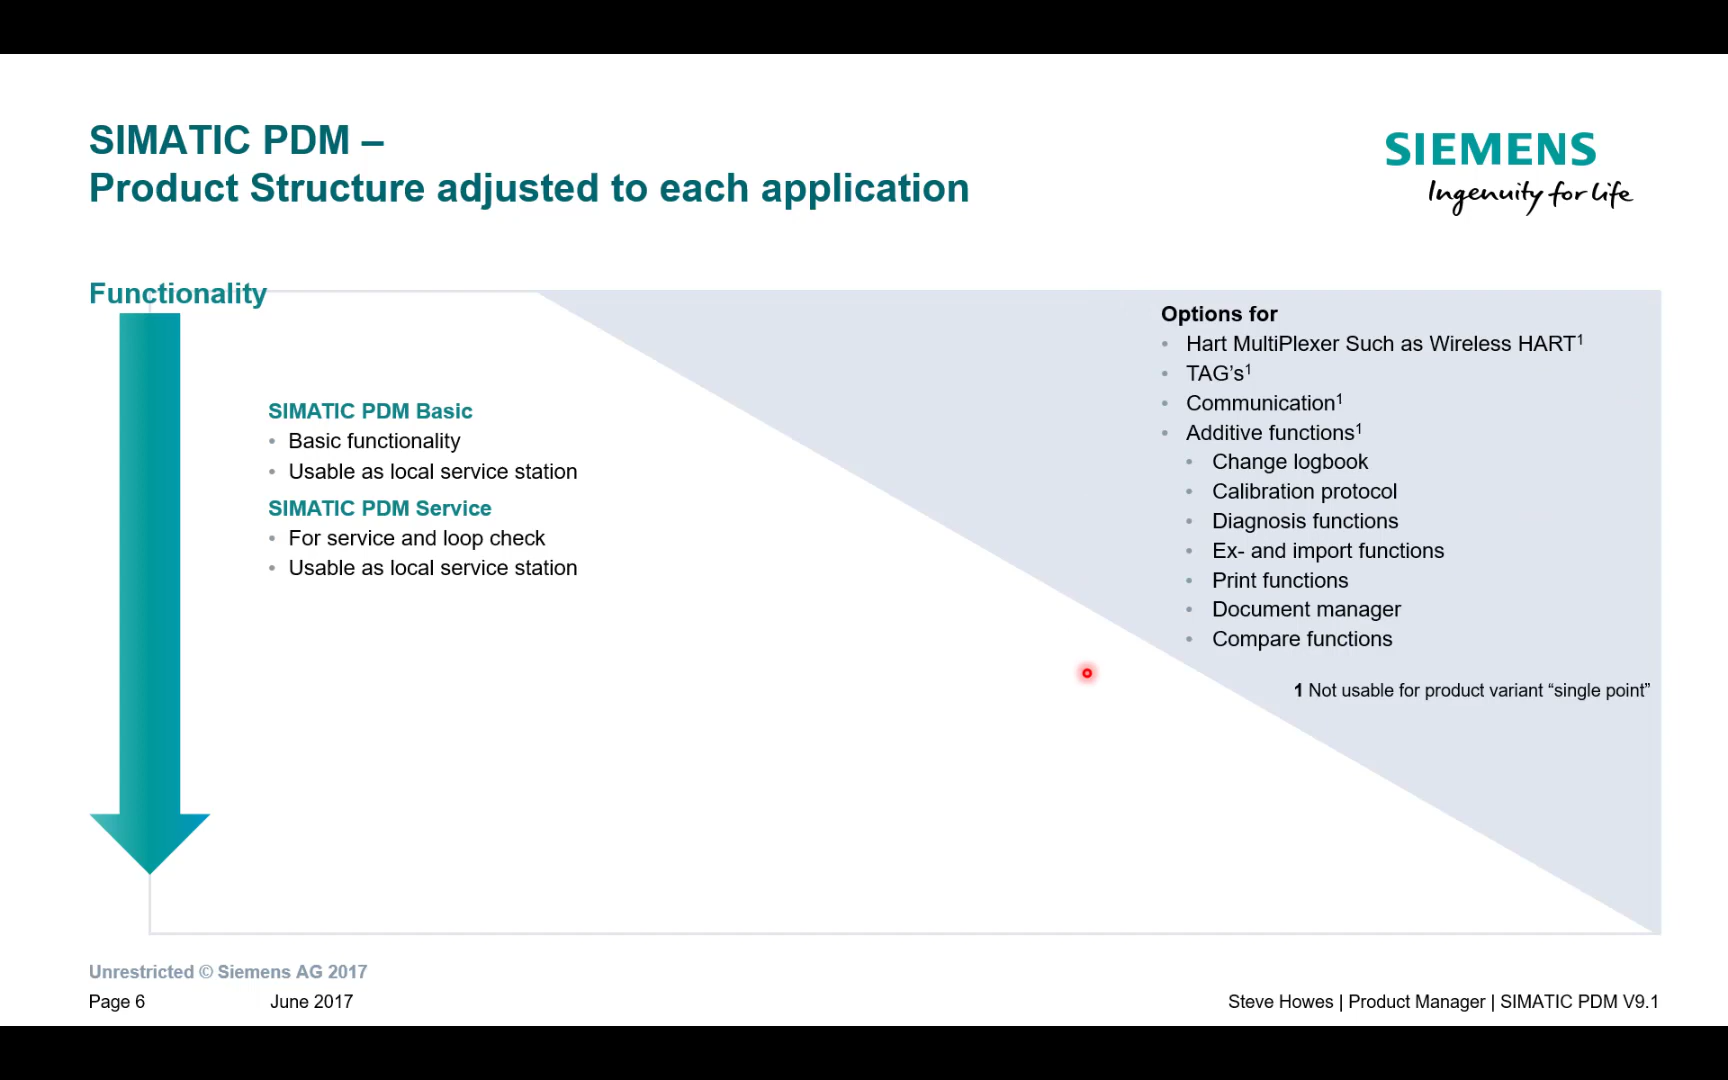 SIMATIC PDM –
Product Structure adjusted to each application
SIEMENS
Ingenuity for life
Functionality
SIMATIC PDM Basic
• Basic functionality
• Usable as local service station
SIMATIC PDM Service
• For service and loop check
• Usable as local service station
Options for
• Hart MultiPlexer Such as Wireless HART¹
• TAG’s¹
• Communication¹
• Additive functions¹
• Change logbook
• Calibration protocol
• Diagnosis functions
• Ex- and import functions
• Print functions
• Document manager
• Compare functions
1 Not usable for product variant “single point”
Unrestricted © Siemens AG 2017
Page 6 June 2017
Steve Howes | Product Manager | SIMATIC PDM V9.1